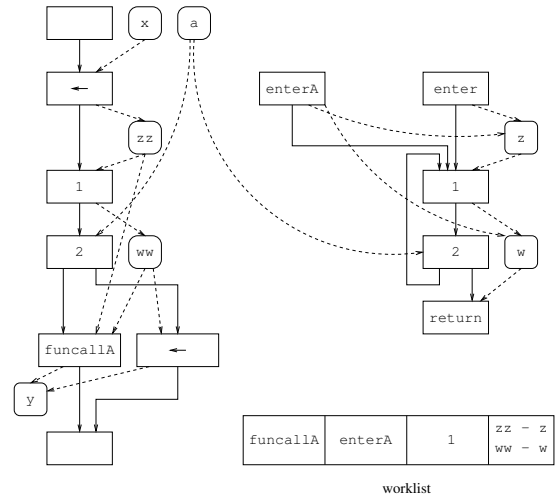 x a
← enterA enter
zz z
1 1
2 ww 2 w
funcallA ← return
y
funcallA enterA 1 zz – z
ww – w
worklist